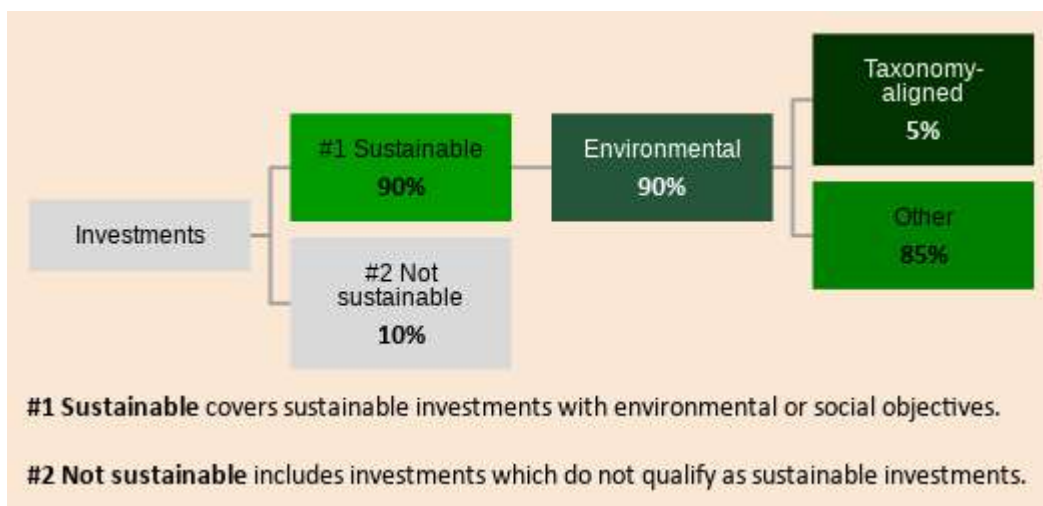 Investments
#1 Sustainable
90%
#2 Not
sustainable
10%
Environmental
90%
Taxonomy-
aligned
5%
Other
85%
#1 Sustainable covers sustainable investments with environmental or social objectives.
#2 Not sustainable includes investments which do not qualify as sustainable investments.